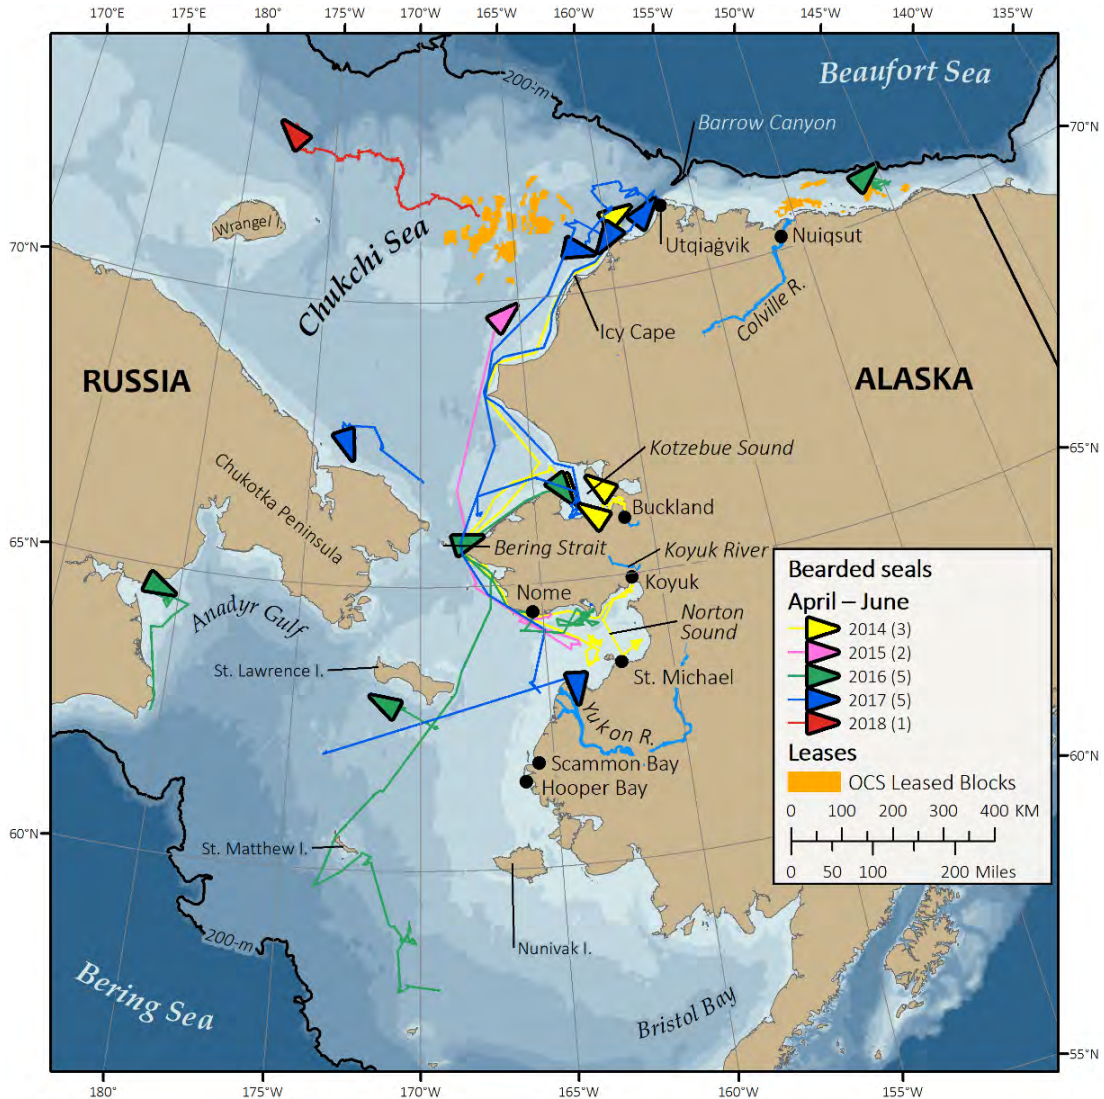 175°E
180°
175°W
170°W
165°W
160°W
155°W
150°W
145°W
140°W
135°W
200-m
Beaufort Sea
Barrow Canyon
70°N
Wrangel I.
Chukchi Sea
Utqiaġvik
Nuiqsut
70°N
Colville R.
Icy Cape
RUSSIA
ALASKA
Kotzebue Sound
65°N
Chukotka Peninsula
Buckland
65°N
Bering Strait
Koyuk River
Koyuk
Nome
Anadyr Gulf
Norton
Sound
St. Lawrence I.
St. Michael
Yukon R.
Scammon Bay
Hooper Bay
60°N
60°N
St. Matthew I.
200-m
Nunivak I.
Bering Sea
Bristol Bay
55°N
Bearded seals
April – June
2014 (3)
2015 (2)
2016 (5)
2017 (5)
2018 (1)
Leases
OCS Leased Blocks
0 100 200 300 400 KM
0 50 100 200 Miles
180°
175°W
170°W
165°W
160°W
155°W